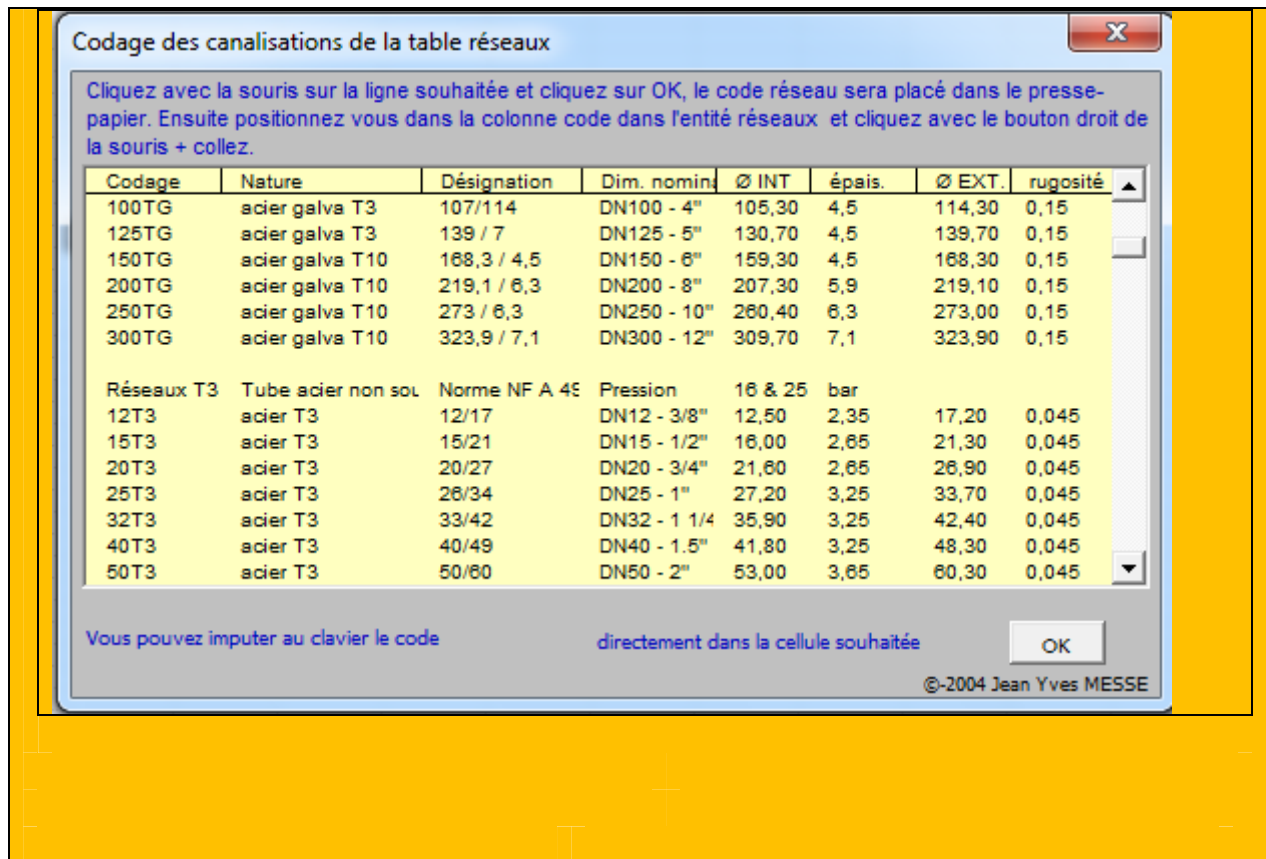 Codage des canalisations de la table réseaux
Cliquez avec la souris sur la ligne souhaitée et cliquez sur OK, le code réseau sera placé dans le presse-
papier. Ensuite positionnez vous dans la colonne code dans l'entité réseaux et cliquez avec le bouton droit de
la souris + collez.
Codage Nature Désignation Dim. nomina Ø INT épais. Ø EXT. rugosité
100TG acier galva T3 107/114 DN100 - 4" 105,30 4,5 114,30 0,15
125TG acier galva T3 139 / 7 DN125 - 5" 130,70 4,5 139,70 0,15
150TG acier galva T10 168,3 / 4,5 DN150 - 6" 159,30 4,5 168,30 0,15
200TG acier galva T10 219,1 / 6,3 DN200 - 8" 207,30 5,9 219,10 0,15
250TG acier galva T10 273 / 6,3 DN250 - 10" 260,40 6,3 273,00 0,15
300TG acier galva T10 323,9 / 7,1 DN300 - 12" 309,70 7,1 323,90 0,15
Réseaux T3 Tube acier non sou Norme NF A 49 Pression 16 & 25 bar
12T3 acier T3 12/17 DN12 - 3/8" 12,50 2,35 17,20 0,045
15T3 acier T3 15/21 DN15 - 1/2" 16,00 2,65 21,30 0,045
20T3 acier T3 20/27 DN20 - 3/4" 21,60 2,65 26,90 0,045
25T3 acier T3 26/34 DN25 - 1" 27,20 3,25 33,70 0,045
32T3 acier T3 33/42 DN32 - 1 1/4 35,90 3,25 42,40 0,045
40T3 acier T3 40/49 DN40 - 1.5" 41,80 3,25 48,30 0,045
50T3 acier T3 50/60 DN50 - 2" 53,00 3,65 60,30 0,045
Vous pouvez imputer au clavier le code directement dans la cellule souhaitée OK
©-2004 Jean Yves MESSE